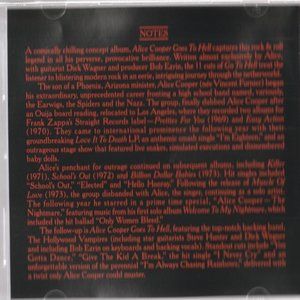 NOTES
A comically chilling concept album, Alice Cooper Goes To Hell captures this rock & roll
legend in all his perverse, provocative brilliance. Written almost exclusively by Alice,
with guitarist Dick Wagner and producer Bob Ezrin, the 11 cuts of Go To Hell treat the
listener to blistering modern rock in an eerie, intriguing journey through the netherworld.
The son of a Phoenix, Arizona minister, Alice Cooper (née Vincent Furnier) began
his extraordinary, unprecedented career fronting a high school band named, variously,
the Earwigs, the Spiders and the Nazz. The group, finally dubbed Alice Cooper after
an Ouija board reading, relocated to Los Angeles, where they recorded two albums for
Frank Zappa's Straight Records label—Pretties For You (1969) and Easy Action
(1970). They came to international prominence the following year with their
groundbreaking Love It To Death LP, an anthemic smash single "I'm Eighteen," and an
outrageous stage show that featured live snakes, simulated executions and dismembered
baby dolls.
Alice's penchant for outrage continued on subsequent albums, including Killer
(1971), School's Out (1972) and Billion Dollar Babies (1973). Hit singles included
"School's Out," "Elected" and "Hello Hooray." Following the release of Muscle Of
Love (1973), the group disbanded with Alice, the singer, continuing as a solo artist.
The following year he starred in a prime time special, "Alice Cooper—The
Nightmare," featuring music from his first solo album Welcome To My Nightmare, which
included the hit ballad "Only Women Bleed."
The follow-up is Alice Cooper Goes To Hell, featuring the top-notch backing band,
The Hollywood Vampires (including star guitarists Steve Hunter and Dick Wagner
and including Bob Ezrin on keyboards and backing vocals). Standout cuts include "You
Gotta Dance," "Give The Kid A Break," the hit single "I Never Cry" and an
unforgettable version of the perennial "I'm Always Chasing Rainbows," delivered with
a twist only Alice Cooper could muster.